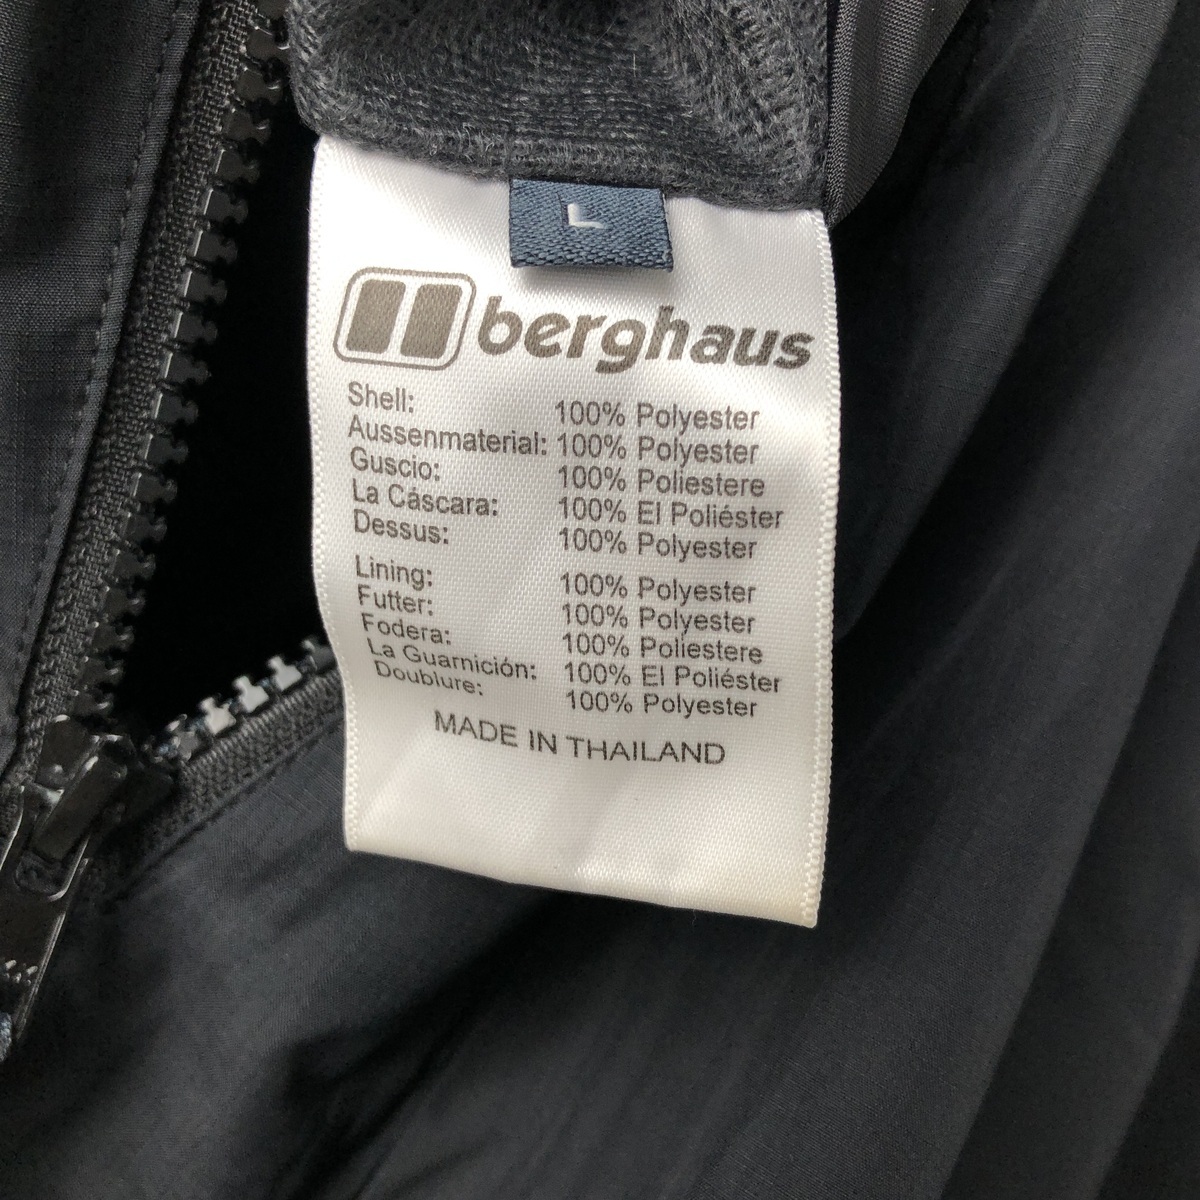 L
berghaus
Shell: 100% Polyester
Aussenmaterial: 100% Polyester
Guscio: 100% Poliestere
La Cáscara: 100% El Poliéster
Dessus: 100% Polyester
Lining: 100% Polyester
Futter: 100% Polyester
Fodera: 100% Poliestere
La Guarnición: 100% El Poliéster
Doublure: 100% Polyester
MADE IN THAILAND